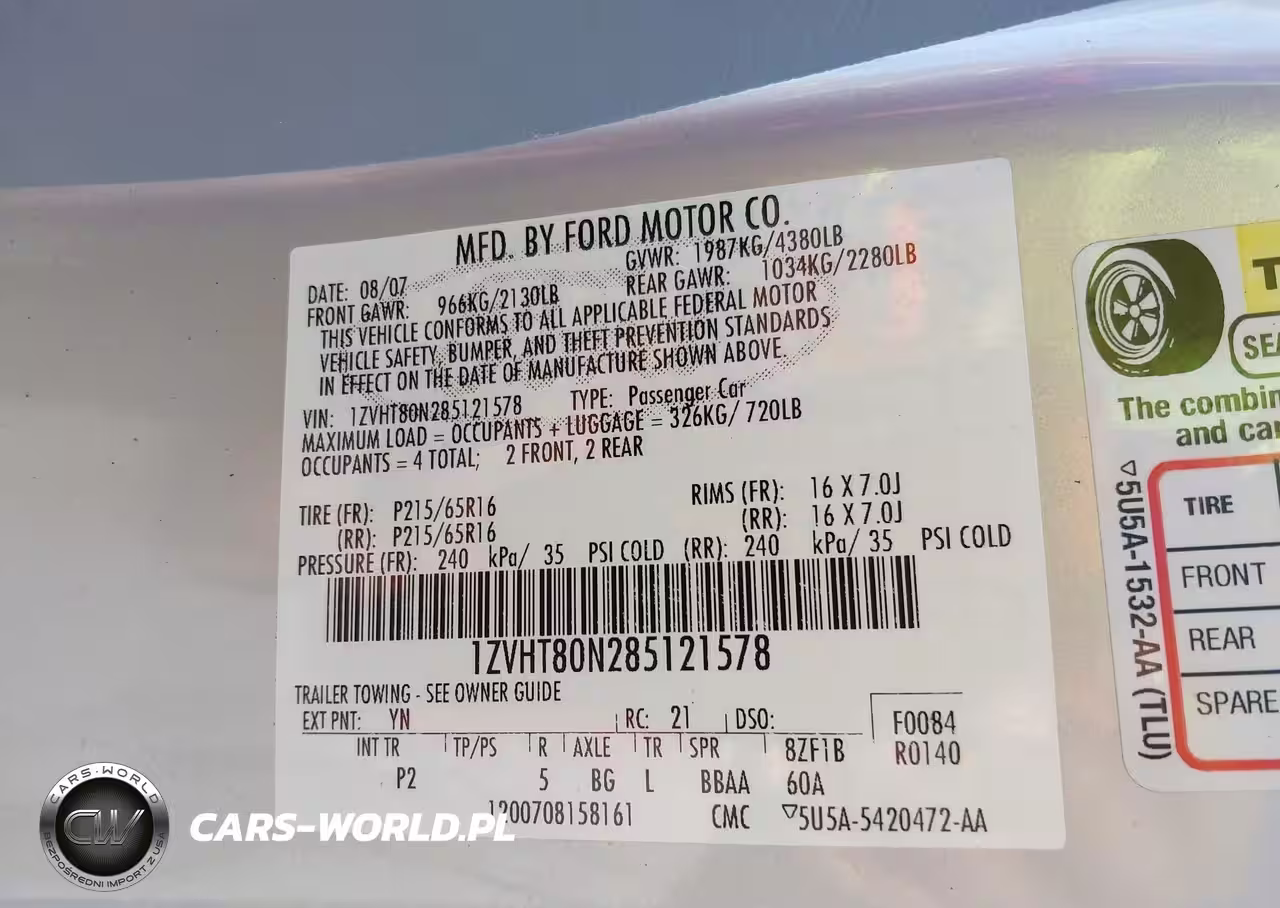 MFD. BY FORD MOTOR CO.
DATE: 08/07 GVWR: 1987KG/4380LB
FRONT GAWR: 966KG/2130LB REAR GAWR: 1034KG/2280LB
THIS VEHICLE CONFORMS TO ALL APPLICABLE FEDERAL MOTOR
VEHICLE SAFETY, BUMPER, AND THEFT PREVENTION STANDARDS
IN EFFECT ON THE DATE OF MANUFACTURE SHOWN ABOVE.
VIN: 1ZVHT80N285121578 TYPE: Passenger Car
MAXIMUM LOAD = OCCUPANTS + LUGGAGE = 326KG/ 720LB
OCCUPANTS = 4 TOTAL; 2 FRONT, 2 REAR
TIRE (FR): P215/65R16 RIMS (FR): 16 X 7.0J
(RR): P215/65R16 (RR): 16 X 7.0J
PRESSURE (FR): 240 kPa/ 35 PSI COLD (RR): 240 kPa/ 35 PSI COLD
1ZVHT80N285121578
TRAILER TOWING - SEE OWNER GUIDE
EXT PNT: YN RC: 21 DSO: F0084
INT TR TP/PS R AXLE TR SPR 8ZF1B R0140
P2 5 BG L BBAA 60A
1200708158161 CMC ▽5U5A-5420472-AA
T
SEA
The combin
and car
▽5U5A-1532-AA (TLU)
TIRE
FRONT
REAR
SPARE
CARS-WORLD
CW
BEZPOŚREDNI IMPORT Z USA
CARS-WORLD.PL